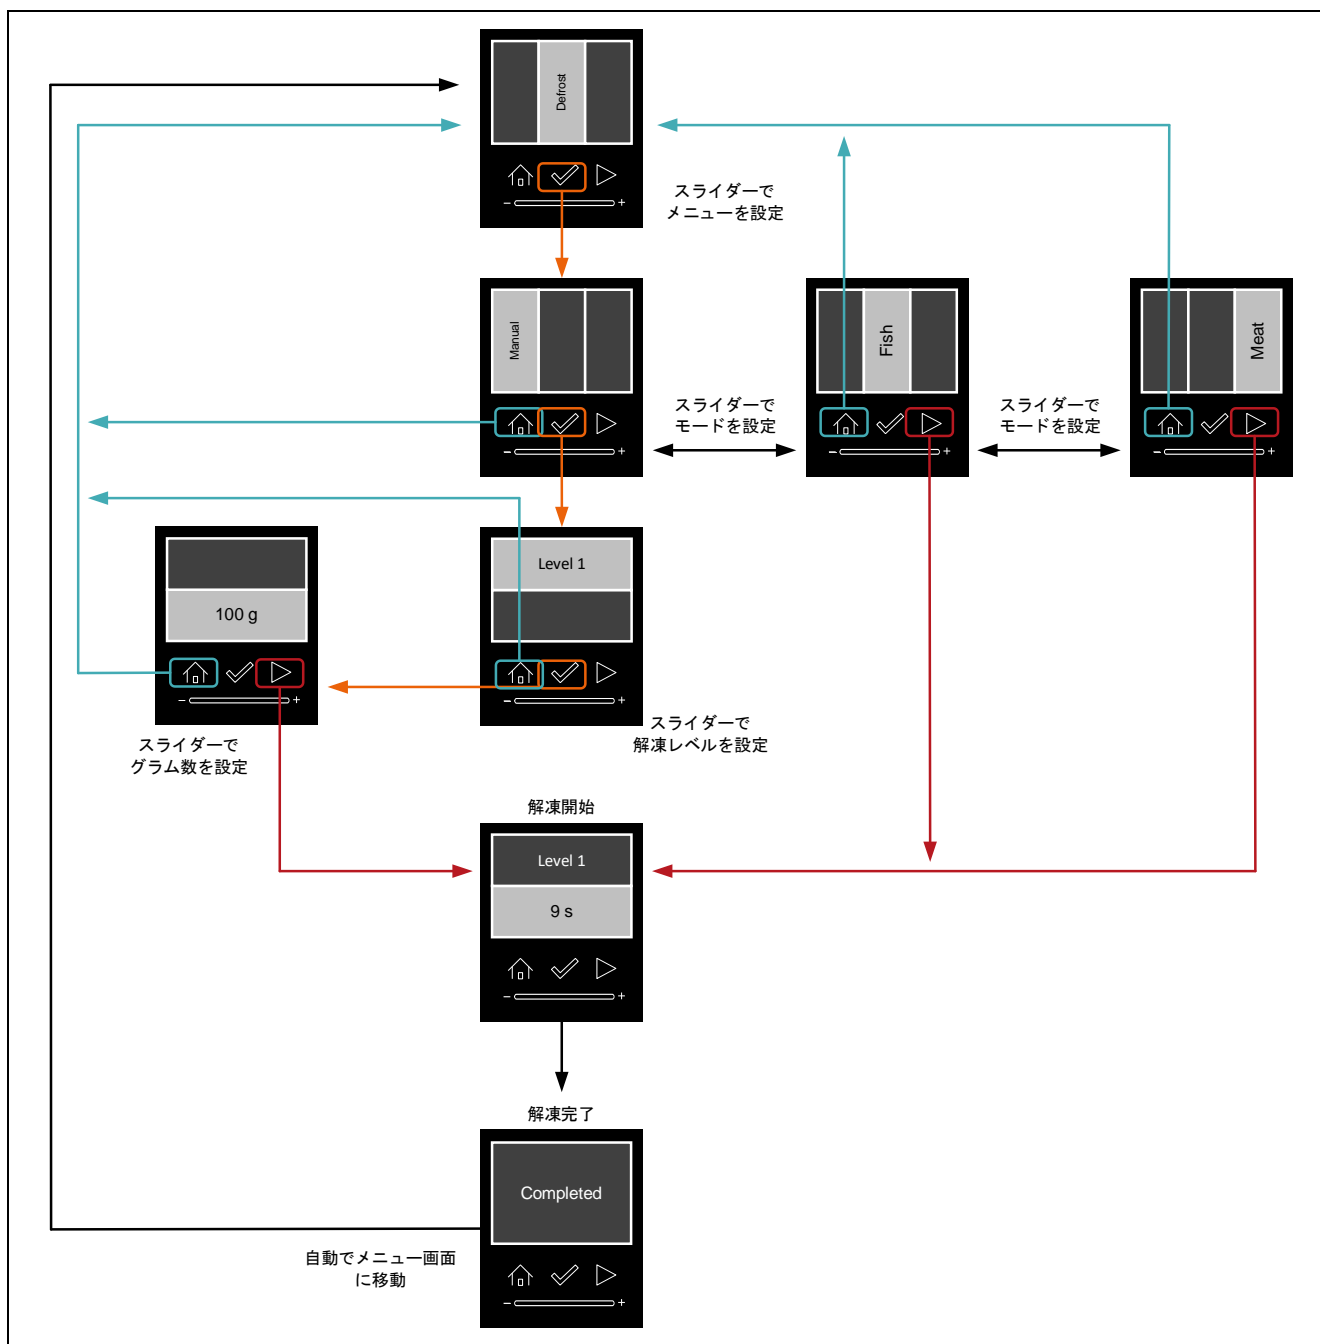 Defrost
- +
スライダーで
メニューを設定
Manual
- +
スライダーで
モードを設定
Fish
- +
スライダーで
モードを設定
Meat
- +
Level 1
- +
100 g
- +
スライダーで
グラム数を設定
スライダーで
解凍レベルを設定
解凍開始
Level 1
9 s
- +
解凍完了
Completed
- +
自動でメニュー画面
に移動